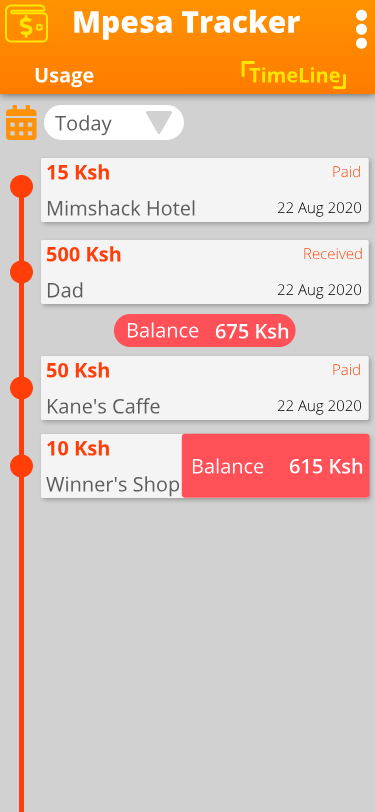 Mpesa Tracker
Usage
TimeLine
Today
15 Ksh
Paid
Mimshack Hotel
22 Aug 2020
500 Ksh
Received
Dad
22 Aug 2020
Balance 675 Ksh
50 Ksh
Paid
Kane's Caffe
22 Aug 2020
10 Ksh
Winner's Shop
Balance 615 Ksh